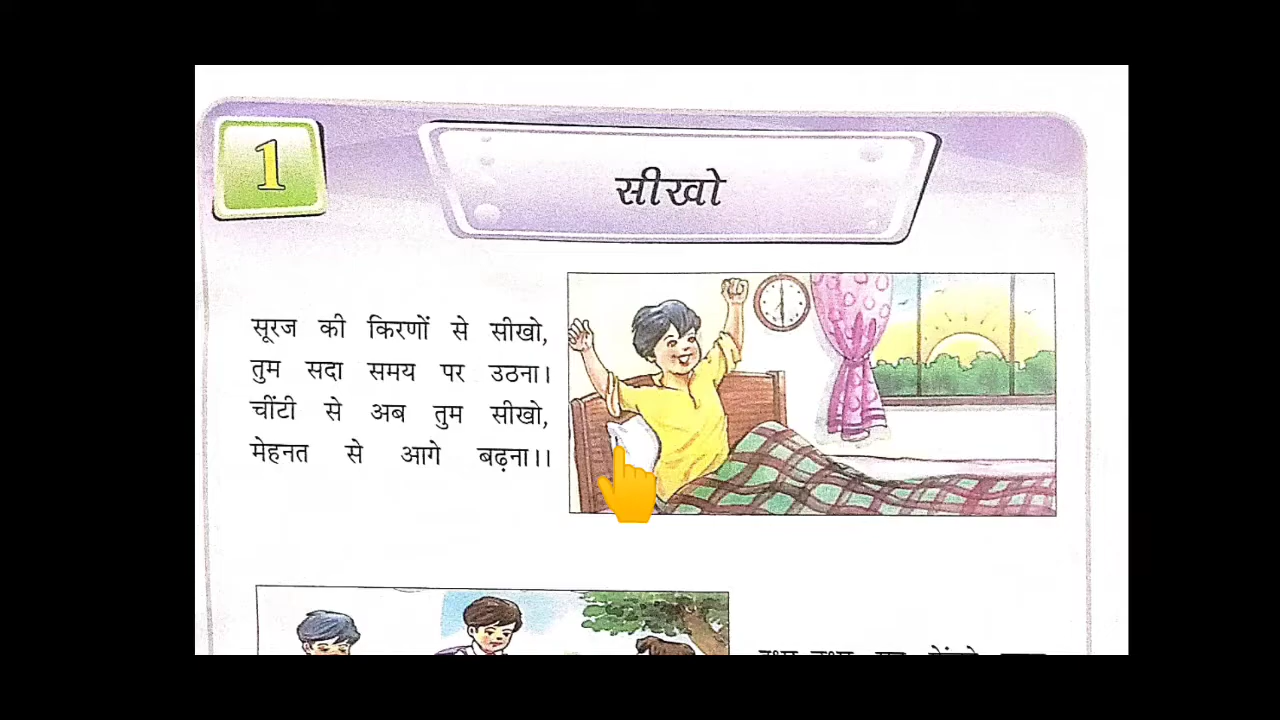 1
सीखो
सूरज की किरणों से सीखो,
तुम सदा समय पर उठना।
चींटी से अब तुम सीखो,
मेहनत से आगे बढ़ना।।